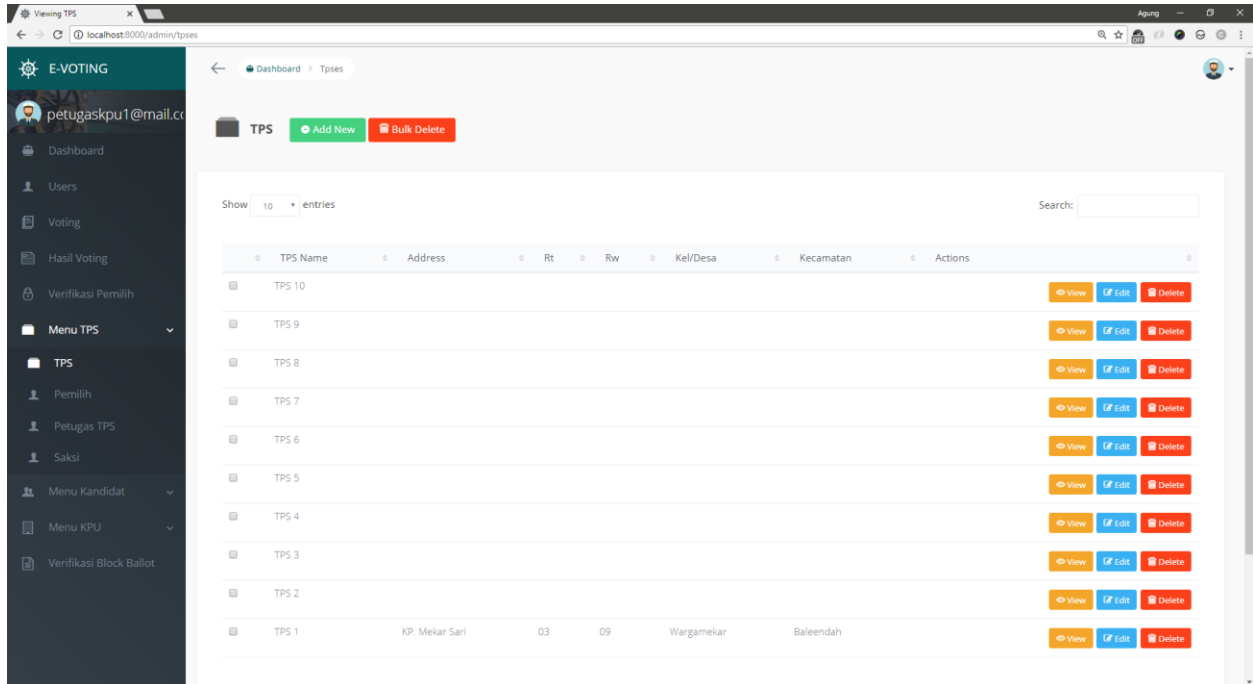 Viewing TPS
Agung
localhost:8000/admin/tpses
OFF
E-VOTING
Dashboard > Tpses
petugaskpu1@mail.cc
TPS Add New Bulk Delete
Dashboard
Users
Voting
Hasil Voting
Verifikasi Pemilih
Menu TPS
TPS
Pemilih
Petugas TPS
Saksi
Menu Kandidat
Menu KPU
Verifikasi Block Ballot
Show 10 entries Search:
TPS Name Address Rt Rw Kel/Desa Kecamatan Actions
TPS 10 View Edit Delete
TPS 9 View Edit Delete
TPS 8 View Edit Delete
TPS 7 View Edit Delete
TPS 6 View Edit Delete
TPS 5 View Edit Delete
TPS 4 View Edit Delete
TPS 3 View Edit Delete
TPS 2 View Edit Delete
TPS 1 KP. Mekar Sari 03 09 Wargamekar Baleendah View Edit Delete